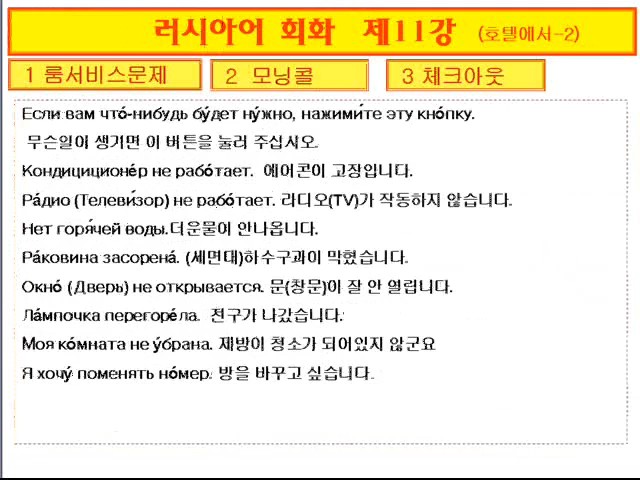 러시아어 회화 제11강 (호텔에서-2)
1 룸서비스문제 2 모닝콜 3 체크아웃
Если вам что́-нибудь бу́дет ну́жно, нажими́те эту кно́пку.
무슨일이 생기면 이 버튼을 눌러 주십시오.
Кондициционе́р не рабо́тает. 에어콘이 고장입니다.
Ра́дио (Телеви́зор) не рабо́тает. 라디오(TV)가 작동하지 않습니다.
Нет горя́чей воды.더운물이 안나옵니다.
Ра́ковина засорена́. (세면대)하수구과이 막혔습니다.
Окно́ (Дверь) не открывается. 문(창문)이 잘 안 열립니다.
Ла́мпочка перегоре́ла. 전구가 나갔습니다.
Моя ко́мната не у́брана. 제방이 청소가 되어있지 않군요
Я хочу́ поменять но́мер. 방을 바꾸고 싶습니다.